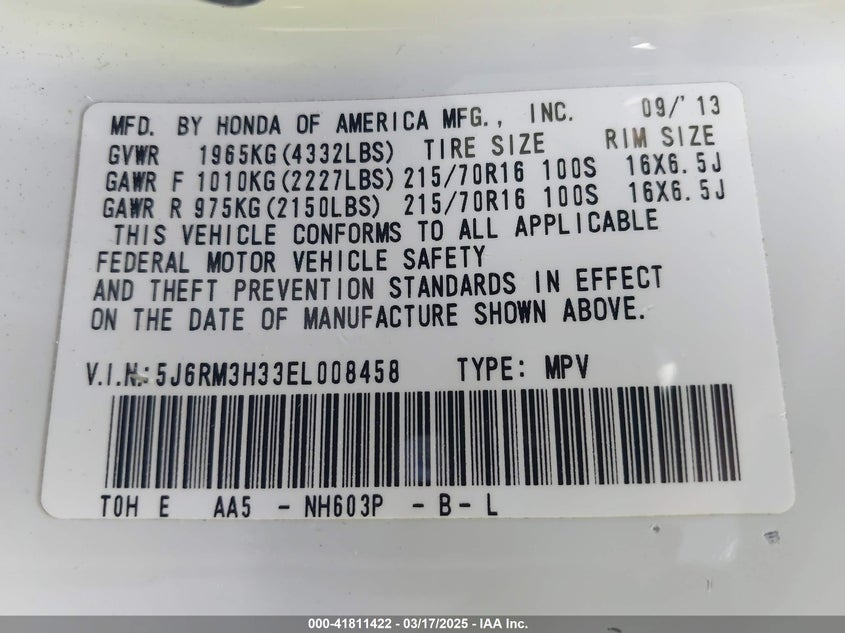 MFD. BY HONDA OF AMERICA MFG., INC. 09/'13
GVWR 1965KG(4332LBS) TIRE SIZE RIM SIZE
GAWR F 1010KG(2227LBS) 215/70R16 100S 16X6.5J
GAWR R 975KG(2150LBS) 215/70R16 100S 16X6.5J
THIS VEHICLE CONFORMS TO ALL APPLICABLE
FEDERAL MOTOR VEHICLE SAFETY
AND THEFT PREVENTION STANDARDS IN EFFECT
ON THE DATE OF MANUFACTURE SHOWN ABOVE.
V.I.N.: 5J6RM3H33EL008458 TYPE: MPV
TOH E AA5 - NH603P - B - L
000-41811422 - 03/17/2025 - IAA Inc.